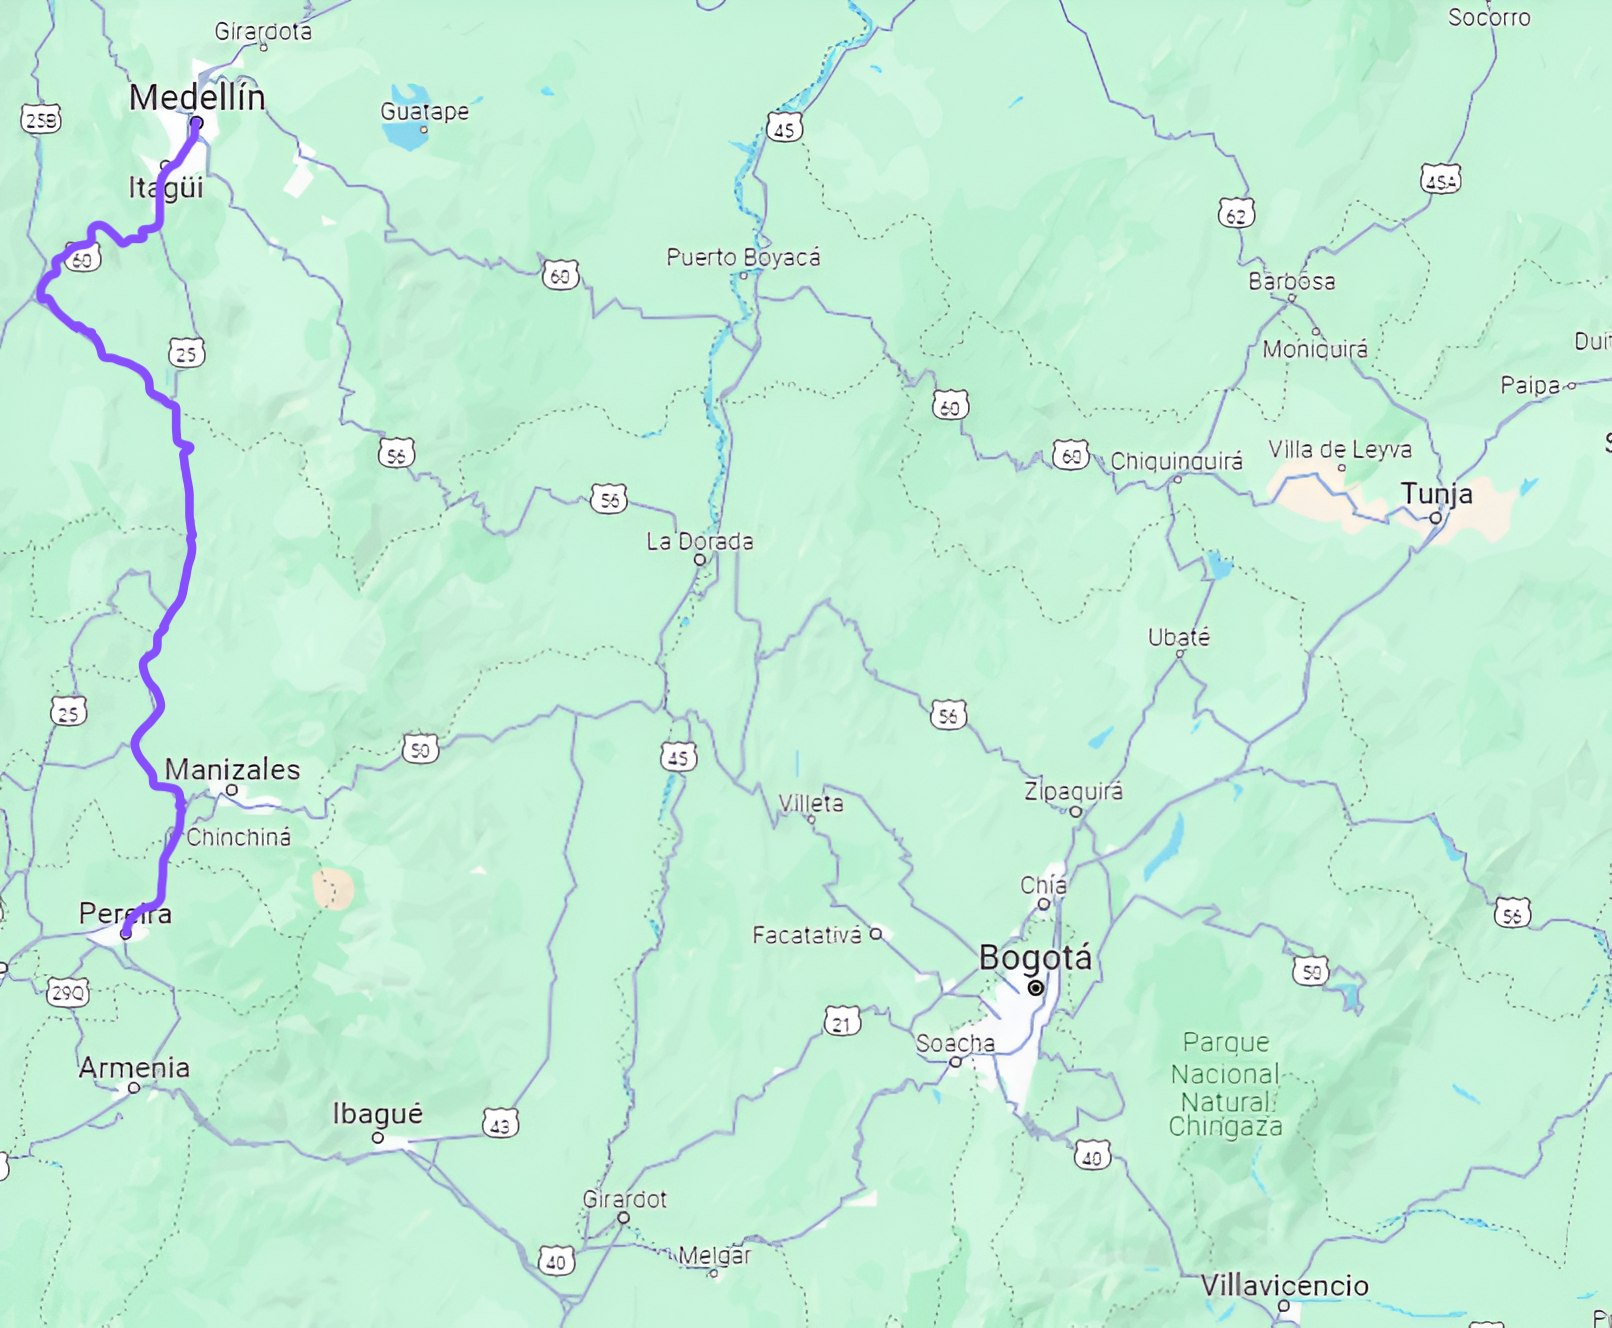 Socorro
Girardota
Medellín
25B
Guatape
45
Itagüi
45A
62
60
Puerto Boyacá
60
Barbosa
25
Moniquirá
Duit
Paipa
60
56
60
Chiquinquirá
Villa de Leyva
S
56
Tunja
La Dorada
Ubaté
25
56
50
45
Manizales
Zipaquirá
Villeta
Chinchiná
Chía
Pereira
56
Facatativá
Bogotá
50
29Q
21
Soacha
Parque
Nacional
Natural
Chingaza
Armenia
Ibagué
43
40
Girardot
Melgar
40
Villavicencio